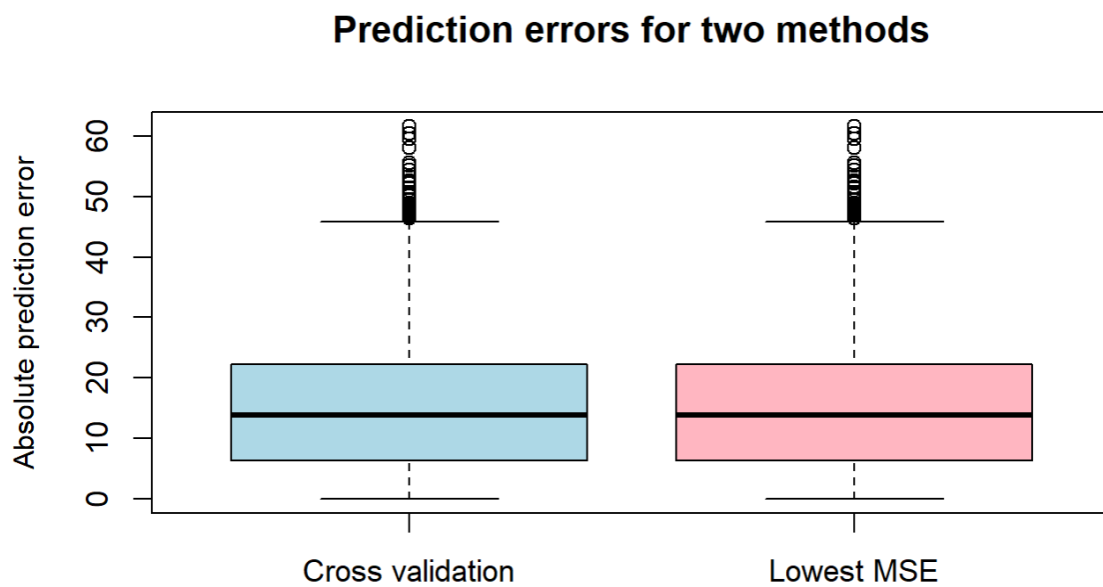 Prediction errors for two methods
Absolute prediction error
60
50
40
30
20
10
0
Cross validation
Lowest MSE